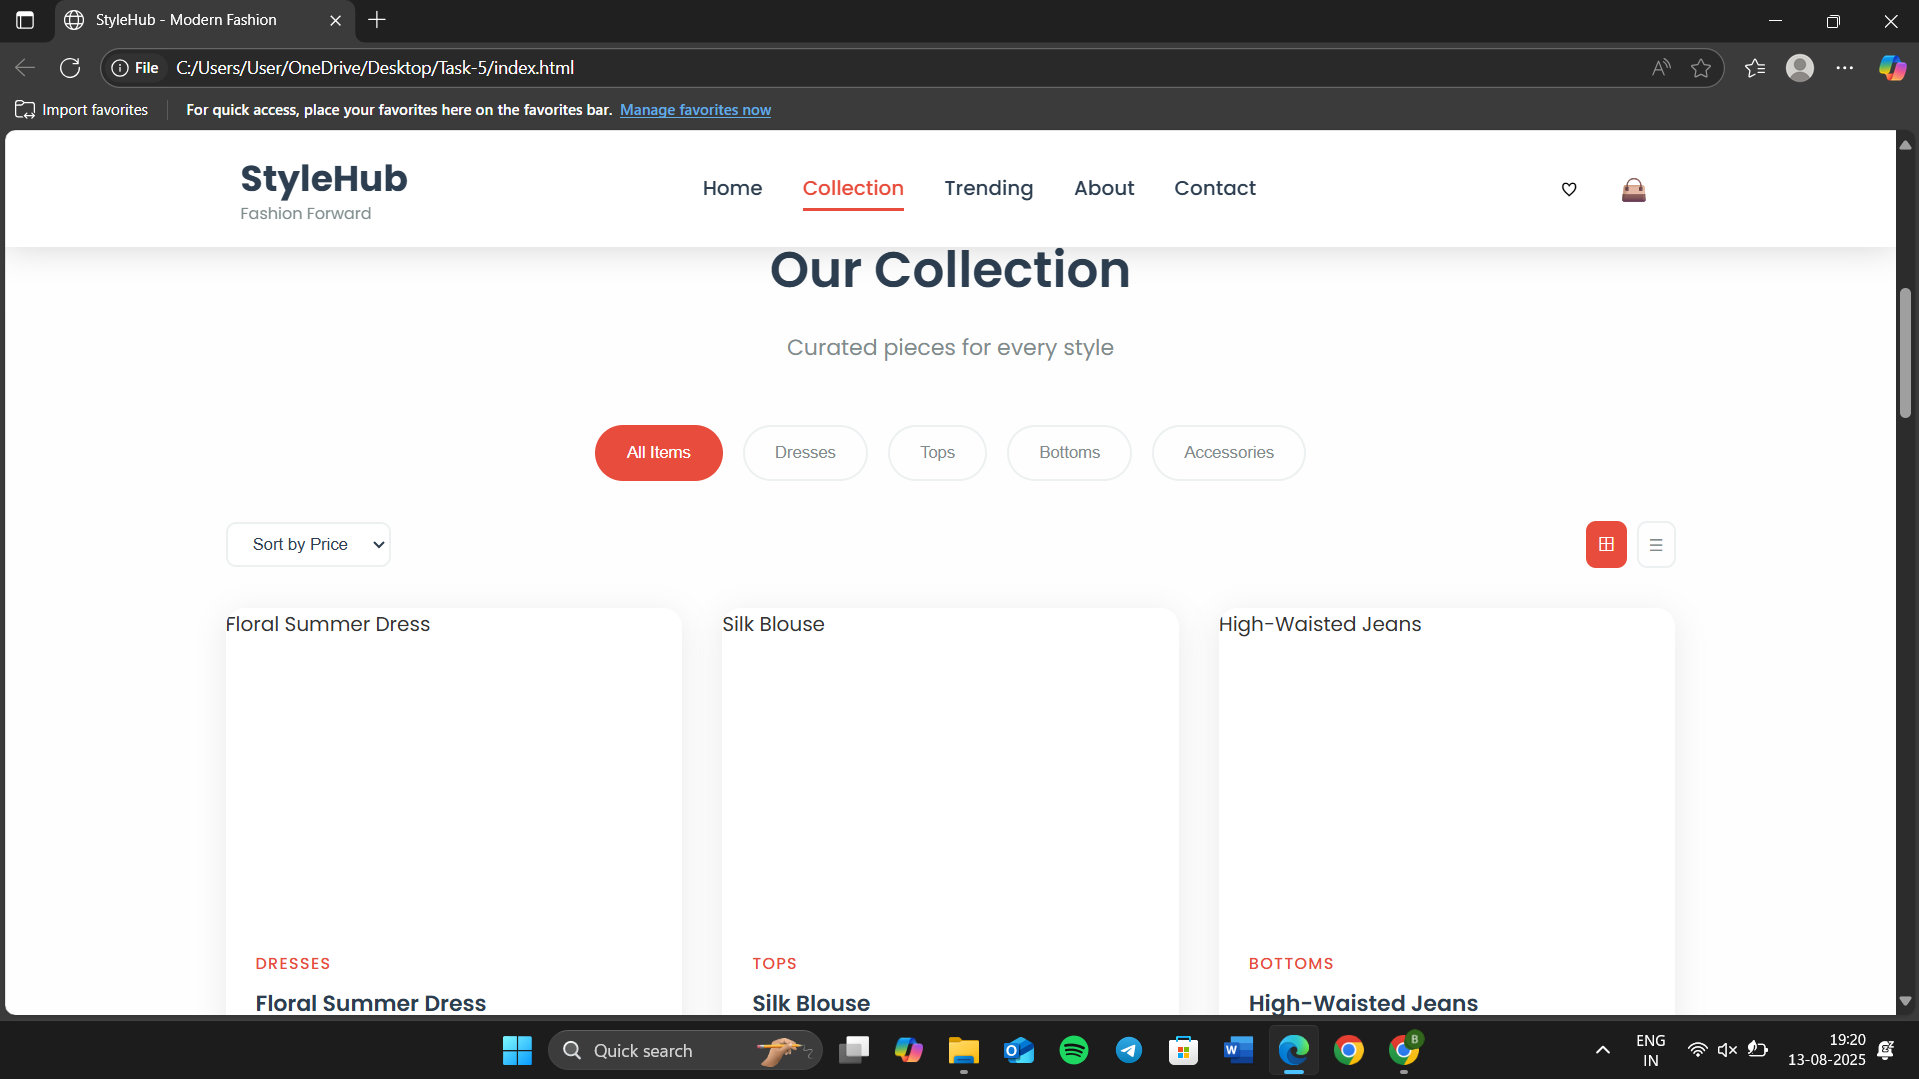 StyleHub - Modern Fashion
File C:/Users/User/OneDrive/Desktop/Task-5/index.html
Import favorites For quick access, place your favorites here on the favorites bar. Manage favorites now
StyleHub
Fashion Forward
Home Collection Trending About Contact
Our Collection
Curated pieces for every style
All Items Dresses Tops Bottoms Accessories
Sort by Price
Floral Summer Dress Silk Blouse High-Waisted Jeans
DRESSES TOPS BOTTOMS
Floral Summer Dress Silk Blouse High-Waisted Jeans
Quick search
ENG
IN
19:20
13-08-2025